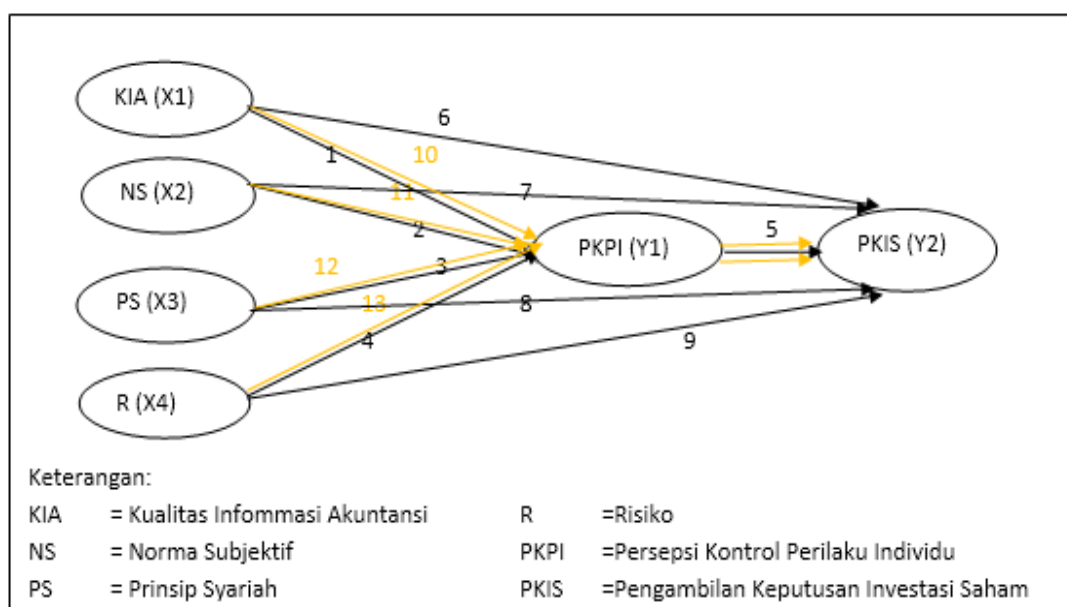 KIA (X1)
6
1
10
NS (X2)
11
7
2
PKPI (Y1)
5
PKIS (Y2)
12
3
PS (X3)
13
8
4
9
R (X4)
Keterangan:
KIA = Kualitas Infommasi Akuntansi R =Risiko
NS = Norma Subjektif PKPI =Persepsi Kontrol Perilaku Individu
PS = Prinsip Syariah PKIS =Pengambilan Keputusan Investasi Saham